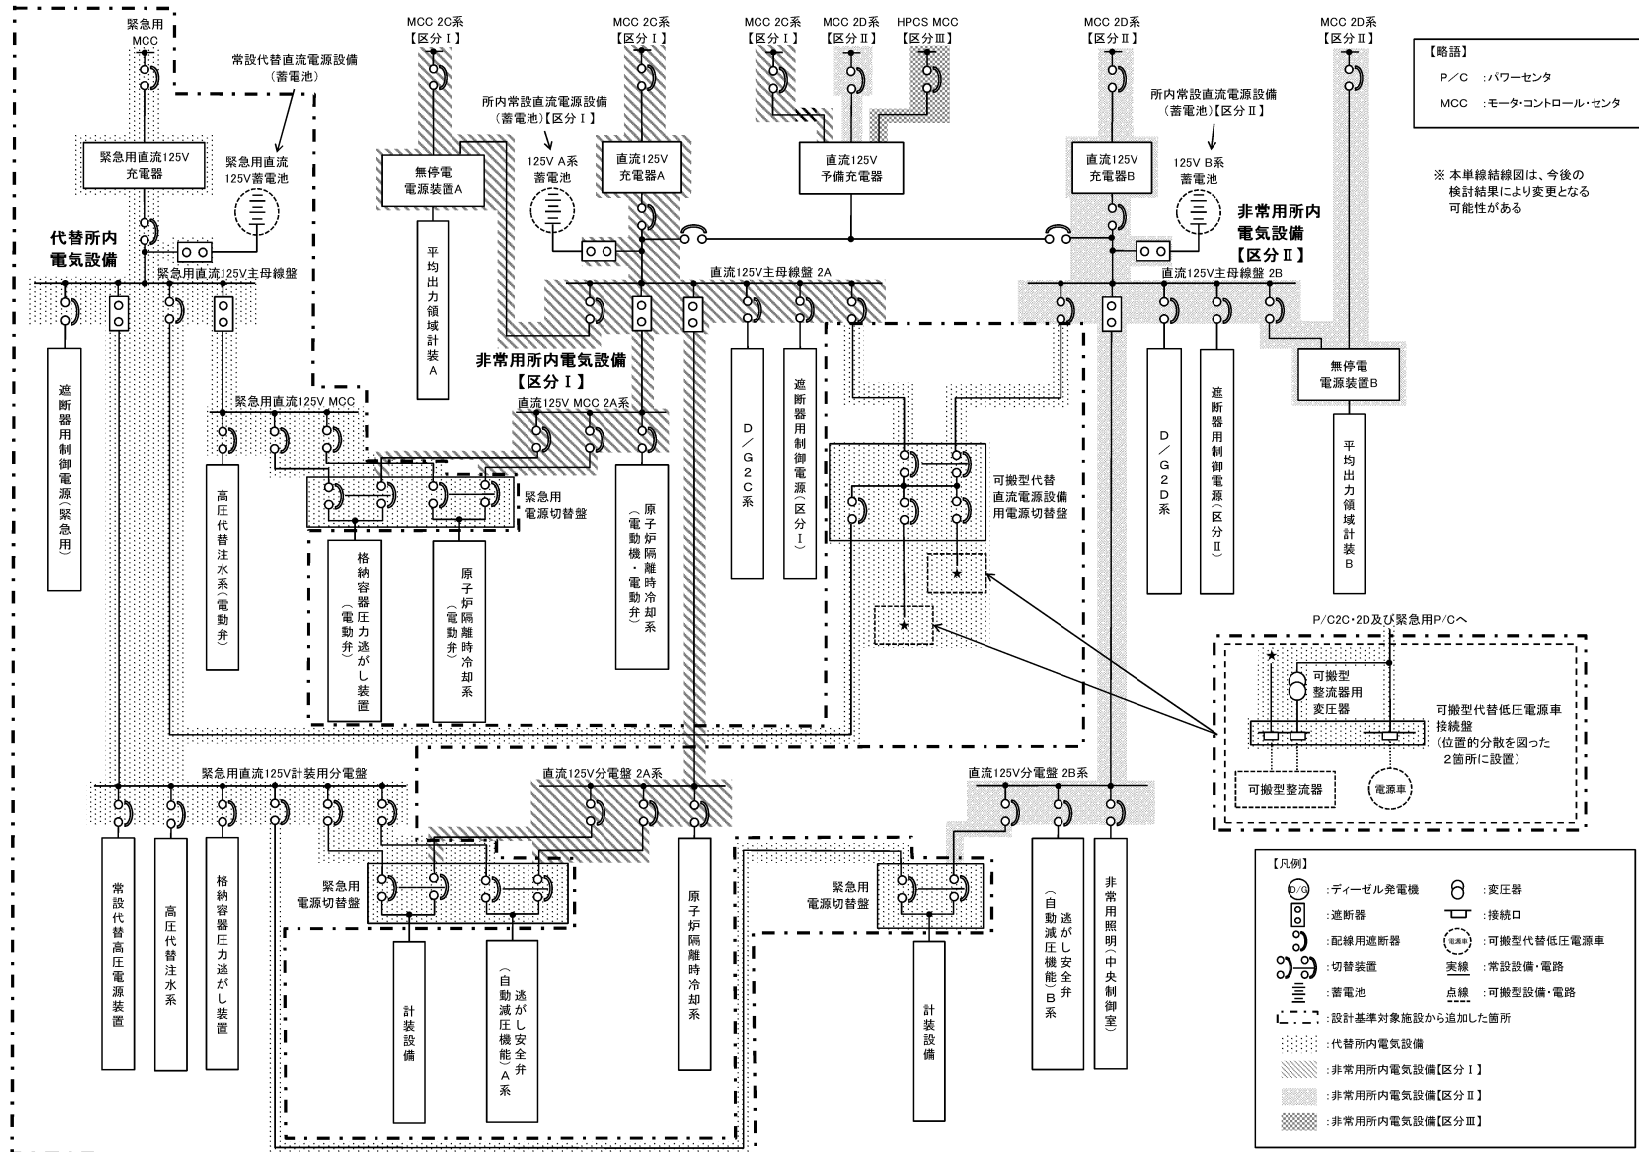 緊急用
MCC
MCC 2C系
【区分Ⅰ】
MCC 2C系
【区分Ⅰ】
MCC 2C系
【区分Ⅰ】
MCC 2D系
【区分Ⅱ】
HPCS MCC
【区分Ⅲ】
MCC 2D系
【区分Ⅱ】
MCC 2D系
【区分Ⅱ】
【略語】
P/C :パワーセンタ
MCC :モータ・コントロール・センタ
※ 本単線結線図は、今後の
検討結果により変更となる
可能性がある
常設代替直流電源設備
(蓄電池)
所内常設直流電源設備
(蓄電池)【区分Ⅰ】
所内常設直流電源設備
(蓄電池)【区分Ⅱ】
緊急用直流125V
充電器
緊急用直流
125V蓄電池
無停電
電源装置A
125V A系
蓄電池
直流125V
充電器A
直流125V
予備充電器
直流125V
充電器B
125V B系
蓄電池
代替所内
電気設備
非常用所内
電気設備
【区分Ⅱ】
緊急用直流125V主母線盤
直流125V主母線盤 2A
直流125V主母線盤 2B
平均出力領域計装A
非常用所内電気設備
【区分Ⅰ】
無停電
電源装置B
遮断器用制御電源(緊急用)
緊急用直流125V MCC
直流125V MCC 2A系
D/G2C系
遮断器用制御電源(区分Ⅰ)
D/G2D系
遮断器用制御電源(区分Ⅱ)
平均出力領域計装B
高圧代替注水系(電動弁)
緊急用
電源切替盤
可搬型代替
直流電源設備
用電源切替盤
格納容器圧力逃がし装置
(電動弁)
原子炉隔離時冷却系
(電動弁)
原子炉隔離時冷却系
(電動機・電動弁)
★
★
P/C2C・2D及び緊急用P/Cへ
★
可搬型
整流器用
変圧器
可搬型代替低圧電源車
接続盤
(位置的分散を図った
2箇所に設置)
可搬型整流器
電源車
緊急用直流125V計装用分電盤
直流125V分電盤 2A系
直流125V分電盤 2B系
常設代替高圧電源装置
高圧代替注水系
格納容器圧力逃がし装置
緊急用
電源切替盤
計装設備
逃がし安全弁
(自動減圧機能)A系
原子炉隔離時冷却系
緊急用
電源切替盤
計装設備
逃がし安全弁
(自動減圧機能)B系
非常用照明(中央制御室)
【凡例】
D/G :ディーゼル発電機
:変圧器
:遮断器
:接続口
:配線用遮断器
電源車 :可搬型代替低圧電源車
:切替装置
実線 :常設設備・電路
:蓄電池
点線 :可搬型設備・電路
:設計基準対象施設から追加した箇所
:代替所内電気設備
:非常用所内電気設備【区分Ⅰ】
:非常用所内電気設備【区分Ⅱ】
:非常用所内電気設備【区分Ⅲ】